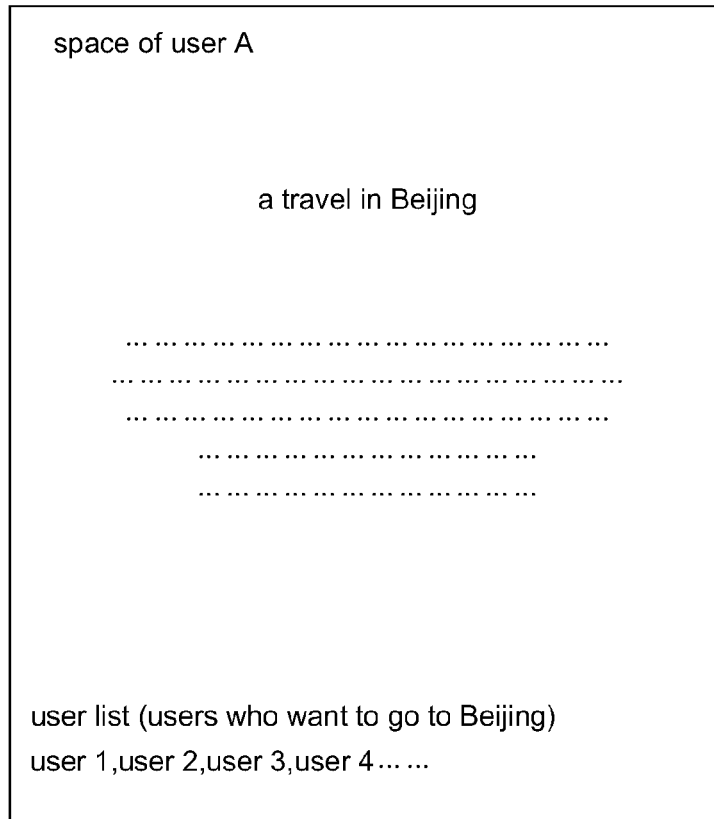 space of user A
a travel in Beijing
... ... ... ... ... ... ... ... ... ... ... ... ... ... ... ... ...
... ... ... ... ... ... ... ... ... ... ... ... ... ... ... ... ... ...
... ... ... ... ... ... ... ... ... ... ... ... ... ... ... ... ...
... ... ... ... ... ... ... ... ... ... ... ...
... ... ... ... ... ... ... ... ... ... ... ...
user list (users who want to go to Beijing)
user 1,user 2,user 3,user 4... ...